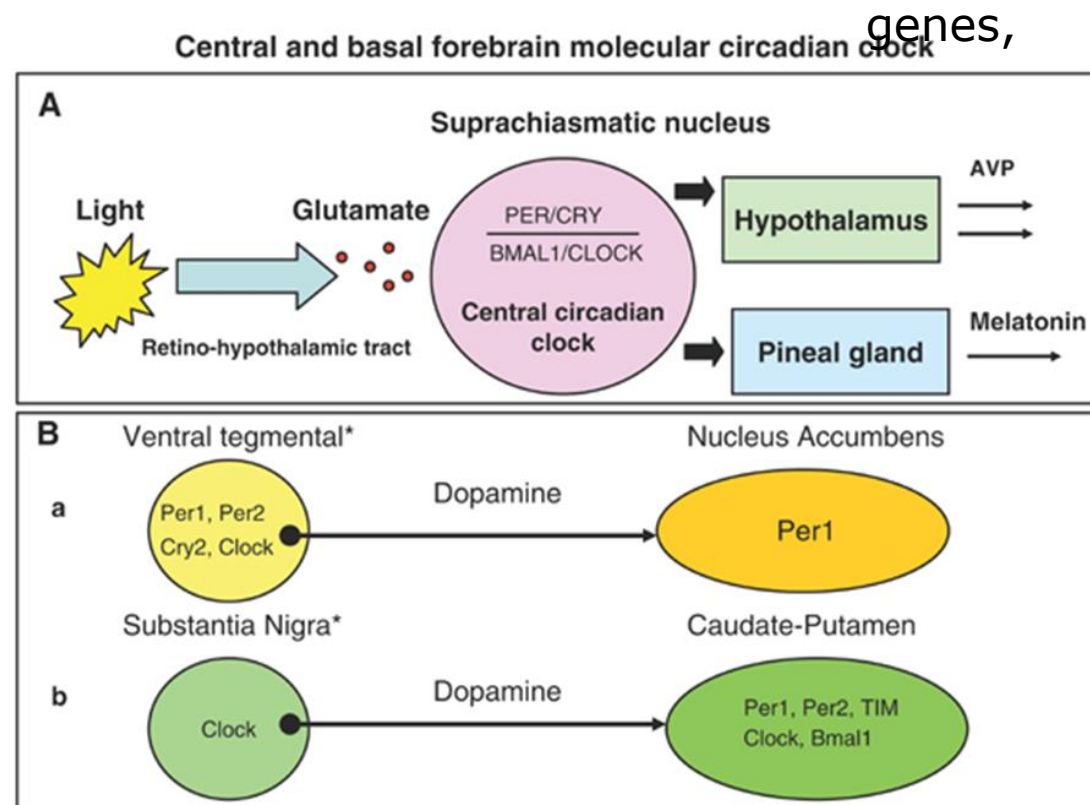 genes,
Central and basal forebrain molecular circadian clock
A
Suprachiasmatic nucleus
AVP
Light
Glutamate
PER/CRY
BMAL1/CLOCK
Hypothalamus
Central circadian
clock
Retino-hypothalamic tract
Melatonin
Pineal gland
B
Ventral tegmental*
Nucleus Accumbens
a
Per1, Per2
Cry2, Clock
Dopamine
Per1
Substantia Nigra*
Caudate-Putamen
b
Clock
Dopamine
Per1, Per2, TIM
Clock, Bmal1